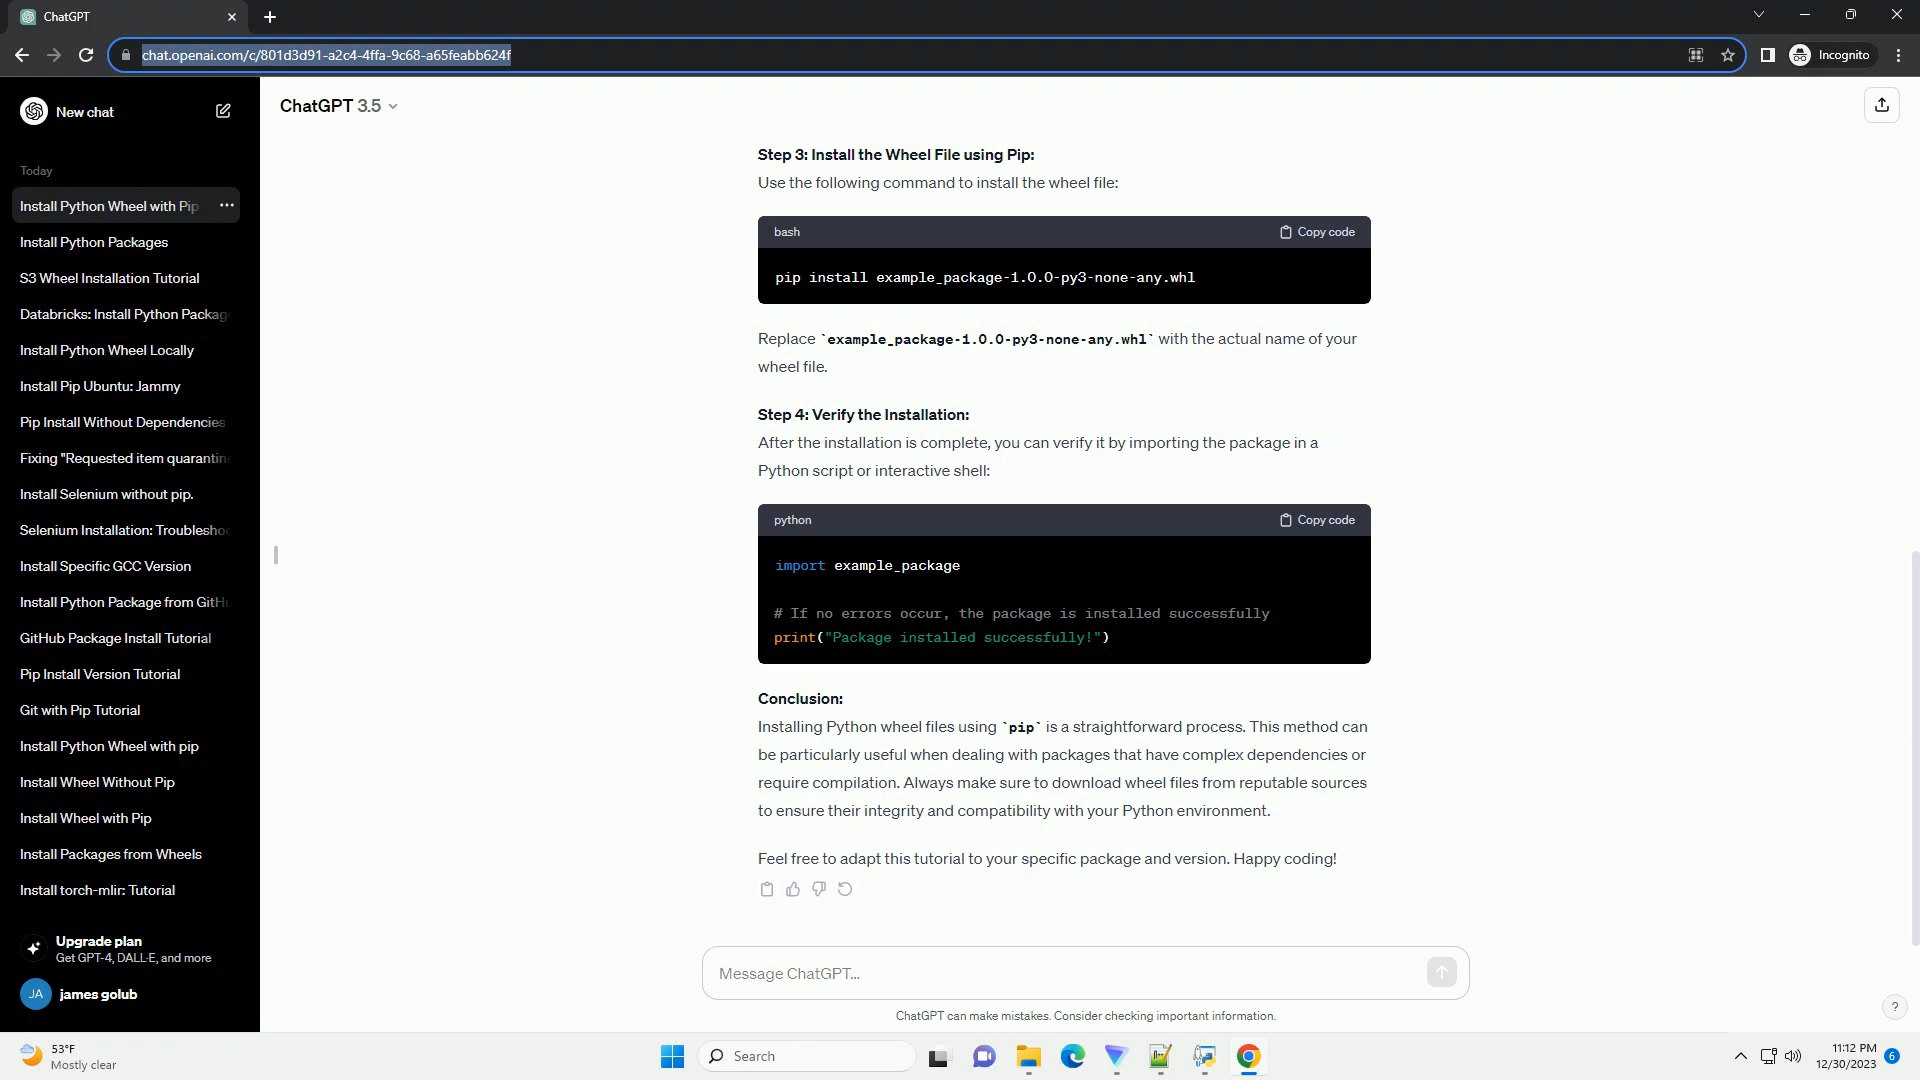 ChatGPT
chat.openai.com/c/801d3d91-a2c4-4ffa-9c68-a65feabb624f
Incognito
New chat
Today
Install Python Wheel with Pip
Install Python Packages
S3 Wheel Installation Tutorial
Databricks: Install Python Packag
Install Python Wheel Locally
Install Pip Ubuntu: Jammy
Pip Install Without Dependencies
Fixing "Requested item quarantin
Install Selenium without pip.
Selenium Installation: Troublesho
Install Specific GCC Version
Install Python Package from GitHu
GitHub Package Install Tutorial
Pip Install Version Tutorial
Git with Pip Tutorial
Install Python Wheel with pip
Install Wheel Without Pip
Install Wheel with Pip
Install Packages from Wheels
Install torch-mlir: Tutorial
Upgrade plan
Get GPT-4, DALL·E, and more
JA james golub
ChatGPT 3.5
Step 3: Install the Wheel File using Pip:
Use the following command to install the wheel file:
bash Copy code
pip install example_package-1.0.0-py3-none-any.whl
Replace `example_package-1.0.0-py3-none-any.whl` with the actual name of your
wheel file.
Step 4: Verify the Installation:
After the installation is complete, you can verify it by importing the package in a
Python script or interactive shell:
python Copy code
import example_package
# If no errors occur, the package is installed successfully
print("Package installed successfully!")
Conclusion:
Installing Python wheel files using `pip` is a straightforward process. This method can
be particularly useful when dealing with packages that have complex dependencies or
require compilation. Always make sure to download wheel files from reputable sources
to ensure their integrity and compatibility with your Python environment.
Feel free to adapt this tutorial to your specific package and version. Happy coding!
Message ChatGPT...
ChatGPT can make mistakes. Consider checking important information.
?
53°F
Mostly clear
Search
11:12 PM
12/30/2023
6